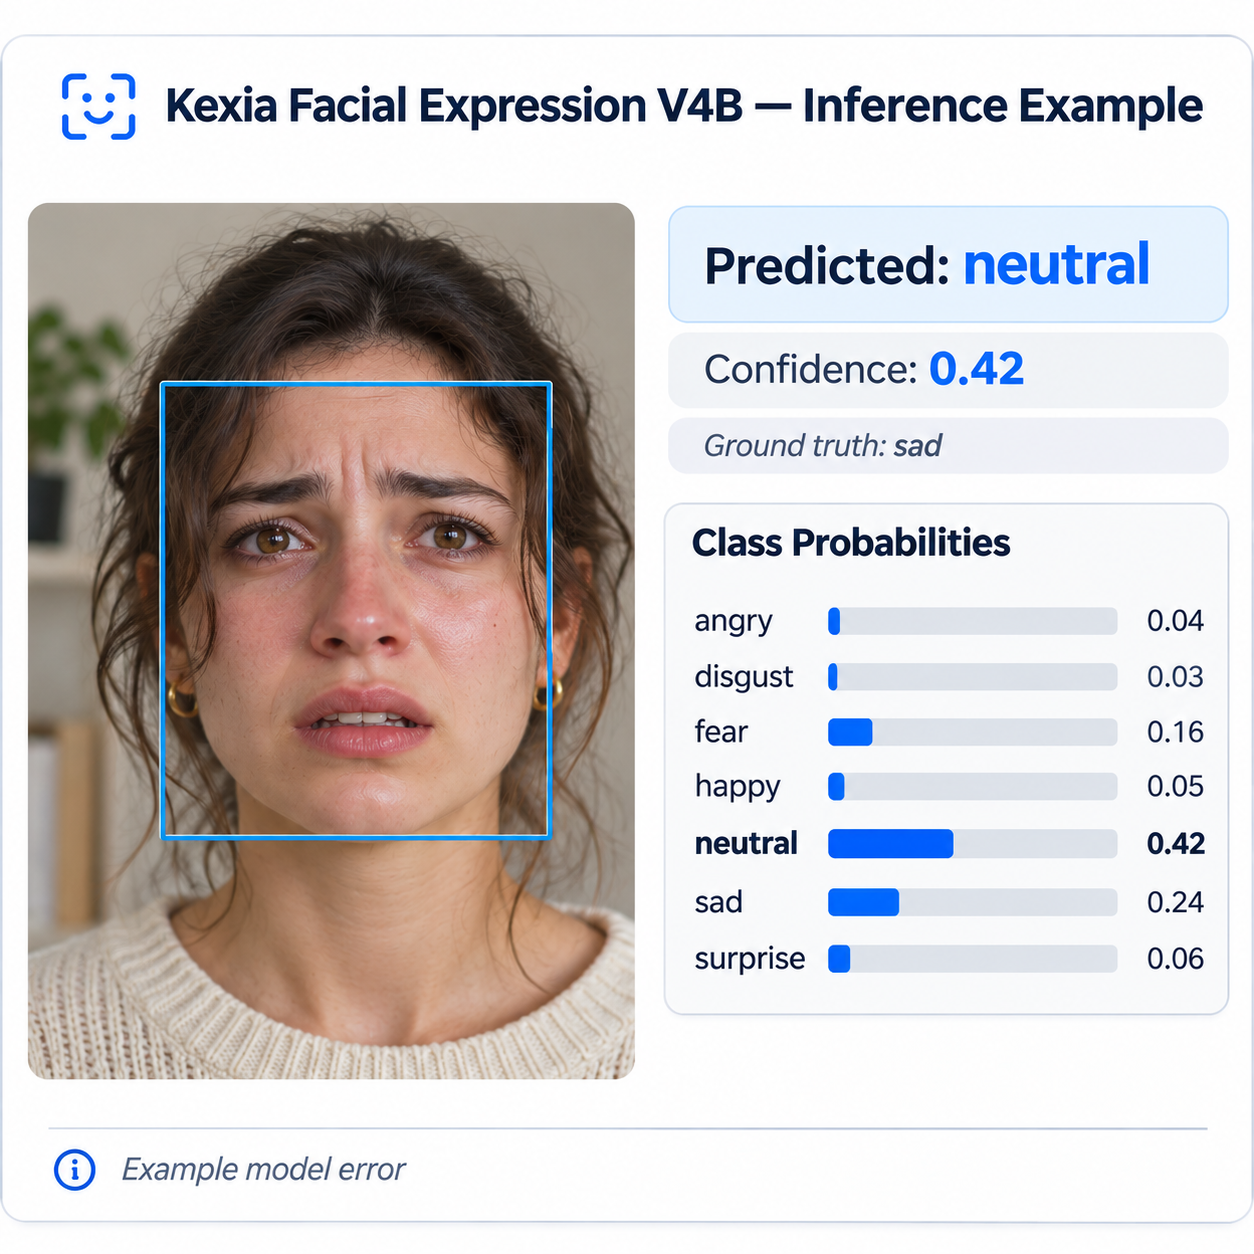 Kexia Facial Expression V4B — Inference Example
Predicted: neutral
Confidence: 0.42
Ground truth: sad
Class Probabilities
angry 0.04
disgust 0.03
fear 0.16
happy 0.05
neutral 0.42
sad 0.24
surprise 0.06
Example model error